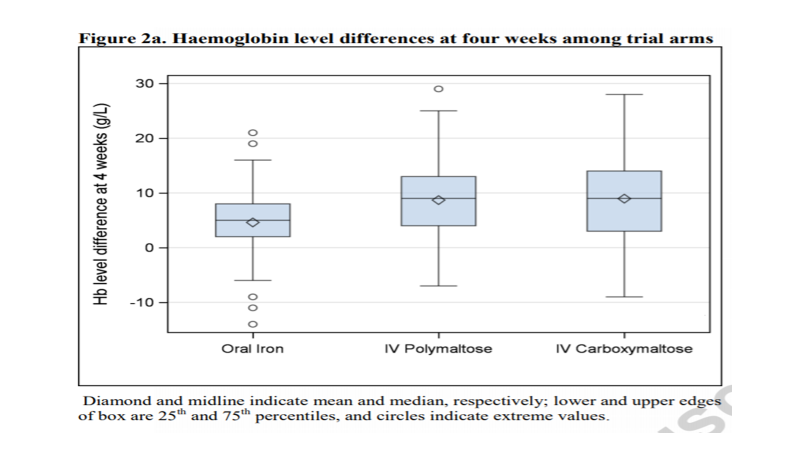 Figure 2a. Haemoglobin level differences at four weeks among trial arms
Hb level difference at 4 weeks (g/L)
30
20
10
0
-10
Oral Iron
IV Polymaltose
IV Carboxymaltose
Diamond and midline indicate mean and median, respectively; lower and upper edges
of box are 25th and 75th percentiles, and circles indicate extreme values.